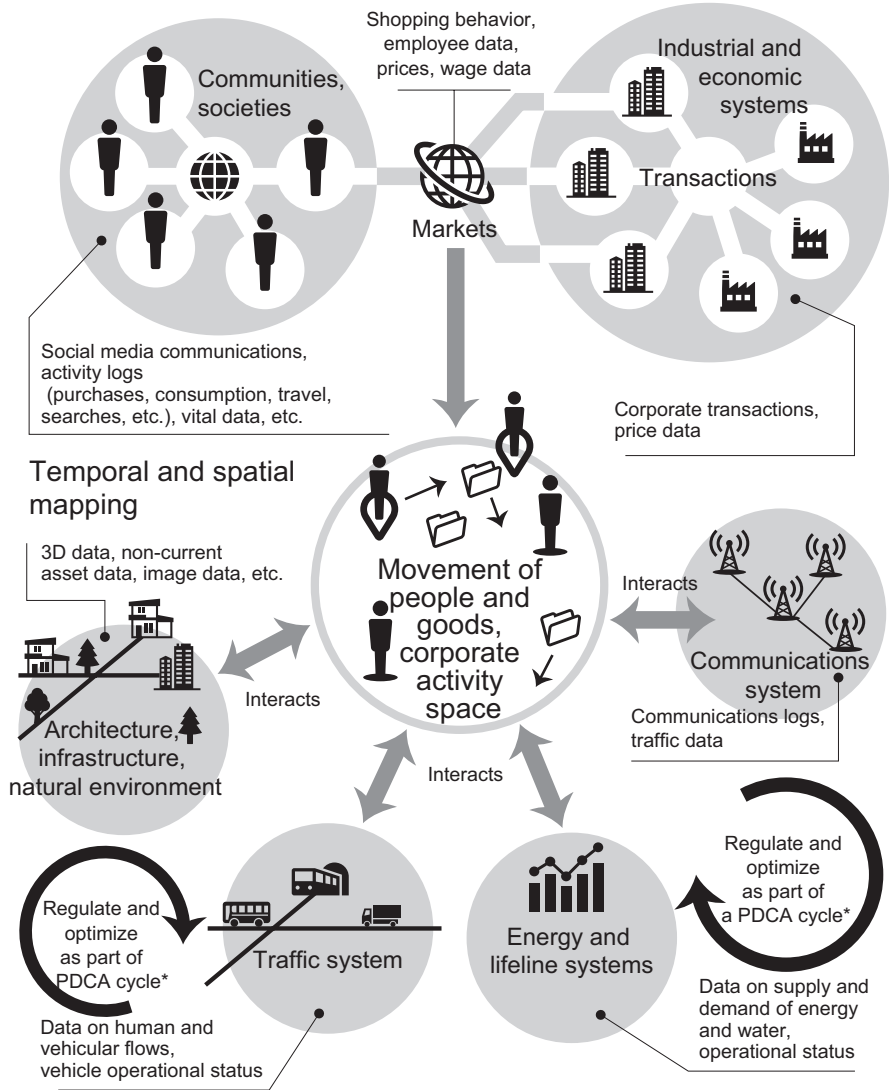 Shopping behavior,
employee data,
prices, wage data
Communities,
societies
Industrial and
economic
systems
Transactions
Markets
Social media communications,
activity logs
(purchases, consumption, travel,
searches, etc.), vital data, etc.
Corporate transactions,
price data
Temporal and spatial
mapping
3D data, non-current
asset data, image data, etc.
Movement of
people and
goods,
corporate
activity
space
Interacts
Communications
system
Communications logs,
traffic data
Interacts
Architecture,
infrastructure,
natural environment
Interacts
Regulate and
optimize
as part of
PDCA cycle*
Traffic system
Data on human and
vehicular flows,
vehicle operational status
Energy and
lifeline systems
Regulate and
optimize
as part of
a PDCA cycle*
Data on supply and
demand of energy
and water,
operational status